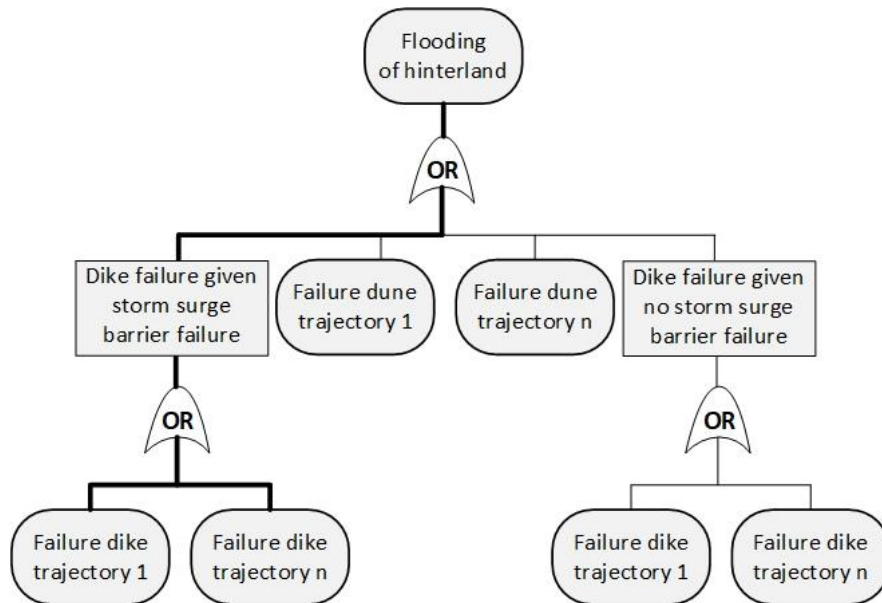 Flooding
of hinterland
OR
Dike failure given
storm surge
barrier failure
Failure dune
trajectory 1
Failure dune
trajectory n
Dike failure given
no storm surge
barrier failure
OR
OR
Failure dike
trajectory 1
Failure dike
trajectory n
Failure dike
trajectory 1
Failure dike
trajectory n